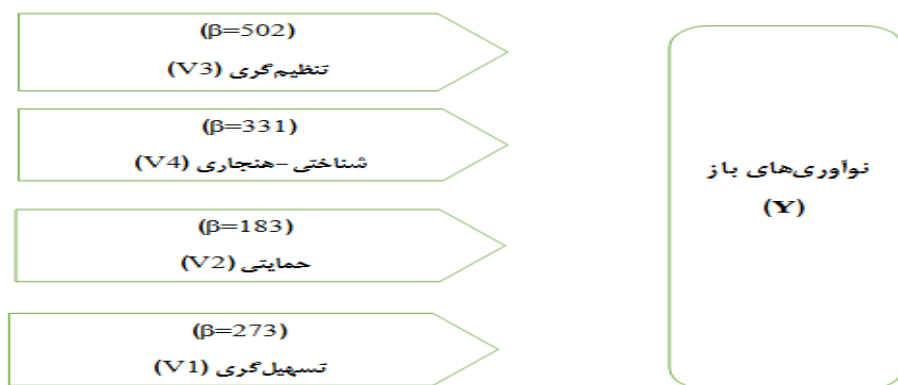 (β=502)
تنظیم‌گری (V3)
(β=331)
شناختی-هنجاری (V4)
(β=183)
حمایتی (V2)
(β=273)
تسهیل‌گری (V1)
نوآوری‌های باز
(Y)